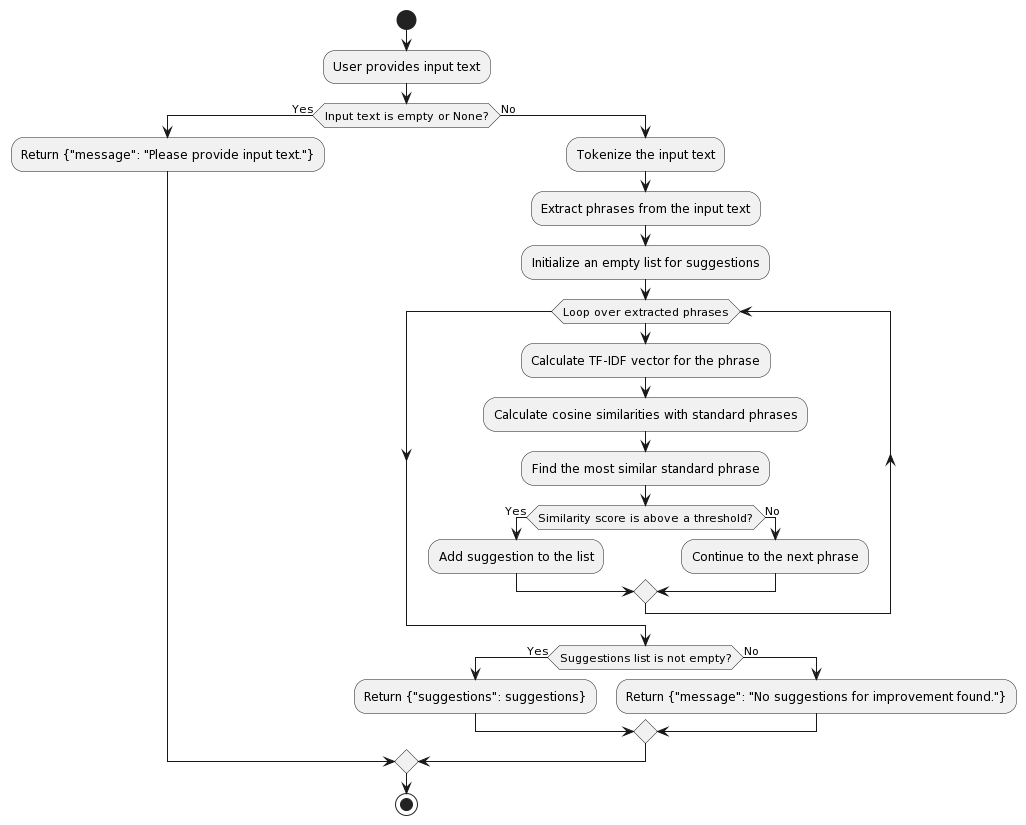 User provides input text
Input text is empty or None?
Yes
No
Return {"message": "Please provide input text."}
Tokenize the input text
Extract phrases from the input text
Initialize an empty list for suggestions
Loop over extracted phrases
Calculate TF-IDF vector for the phrase
Calculate cosine similarities with standard phrases
Find the most similar standard phrase
Similarity score is above a threshold?
Yes
No
Add suggestion to the list
Continue to the next phrase
Suggestions list is not empty?
Yes
No
Return {"suggestions": suggestions}
Return {"message": "No suggestions for improvement found."}